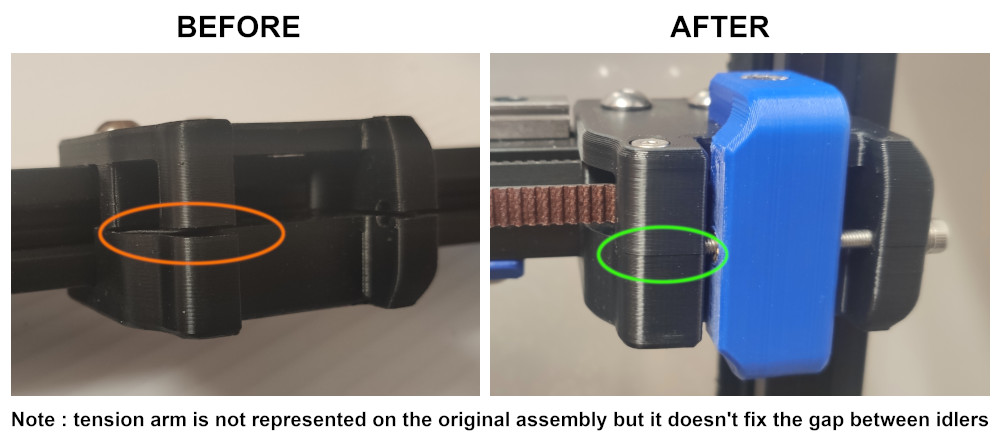 BEFORE
AFTER
Note : tension arm is not represented on the original assembly but it doesn't fix the gap between idlers